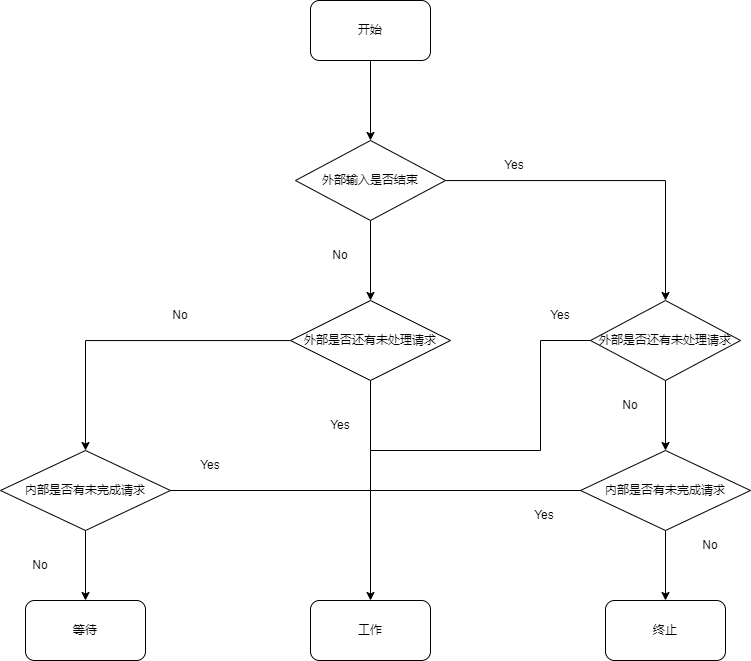 开始
外部输入是否结束
Yes
No
No
外部是否还有未处理请求
Yes
外部是否还有未处理请求
Yes
No
内部是否有未完成请求
Yes
内部是否有未完成请求
Yes
No
No
等待
工作
终止